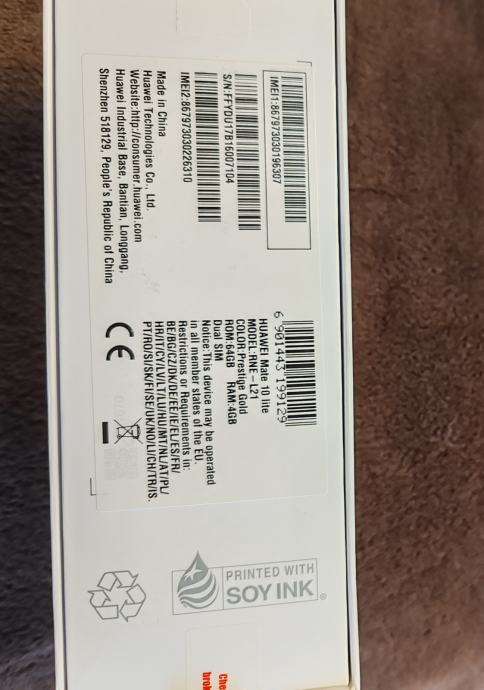 IMEI1:867973030196307
S/N:FFYDU17B16007104
IMEI2:867973030226310
Made in China
Huawei Technologies Co., Ltd.
Website:http://consumer.huawei.com
Huawei Industrial Base, Bantian, Longgang,
Shenzhen 518129, People's Republic of China
6 901443 199129
HUAWEI Mate 10 lite
MODEL:RNE-L21
COLOR:Prestige Gold
ROM:64GB RAM:4GB
Dual SIM
Notice:This device may be operated
in all member states of the EU.
Restrictions or Requirements in:
BE/BG/CZ/DK/DE/EE/IE/EL/ES/FR/
HR/IT/CY/LV/LT/LU/HU/MT/NL/AT/PL/
PT/RO/SI/SK/FI/SE/UK/NO/LI/CH/TR/IS.
CE
PRINTED WITH
SOY INK